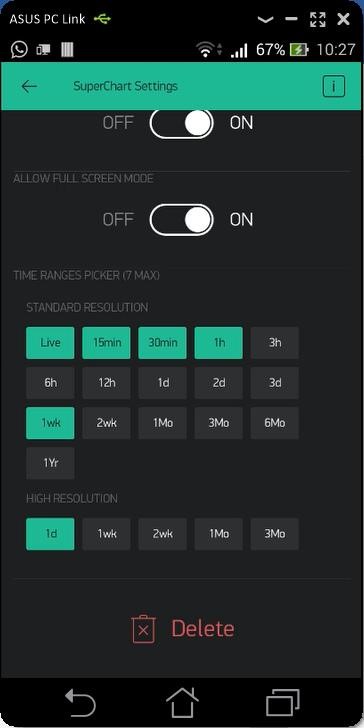 ASUS PC Link
67% 10:27
SuperChart Settings
OFF ON
ALLOW FULL SCREEN MODE
OFF ON
TIME RANGES PICKER (7 MAX)
STANDARD RESOLUTION
Live 15min 30min 1h 3h
6h 12h 1d 2d 3d
1wk 2wk 1Mo 3Mo 6Mo
1Yr
HIGH RESOLUTION
1d 1wk 2wk 1Mo 3Mo
Delete